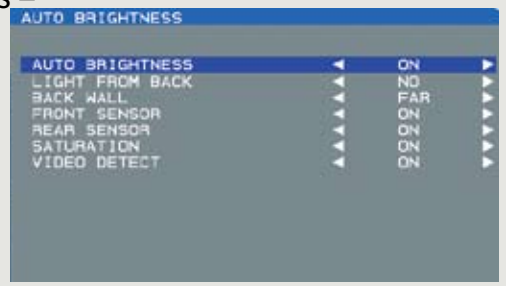 AUTO BRIGHTNESS
AUTO BRIGHTNESS ◀ ON ▶
LIGHT FROM BACK ◀ NO ▶
BACK WALL ◀ FAR ▶
FRONT SENSOR ◀ ON ▶
REAR SENSOR ◀ ON ▶
SATURATION ◀ ON ▶
VIDEO DETECT ◀ ON ▶